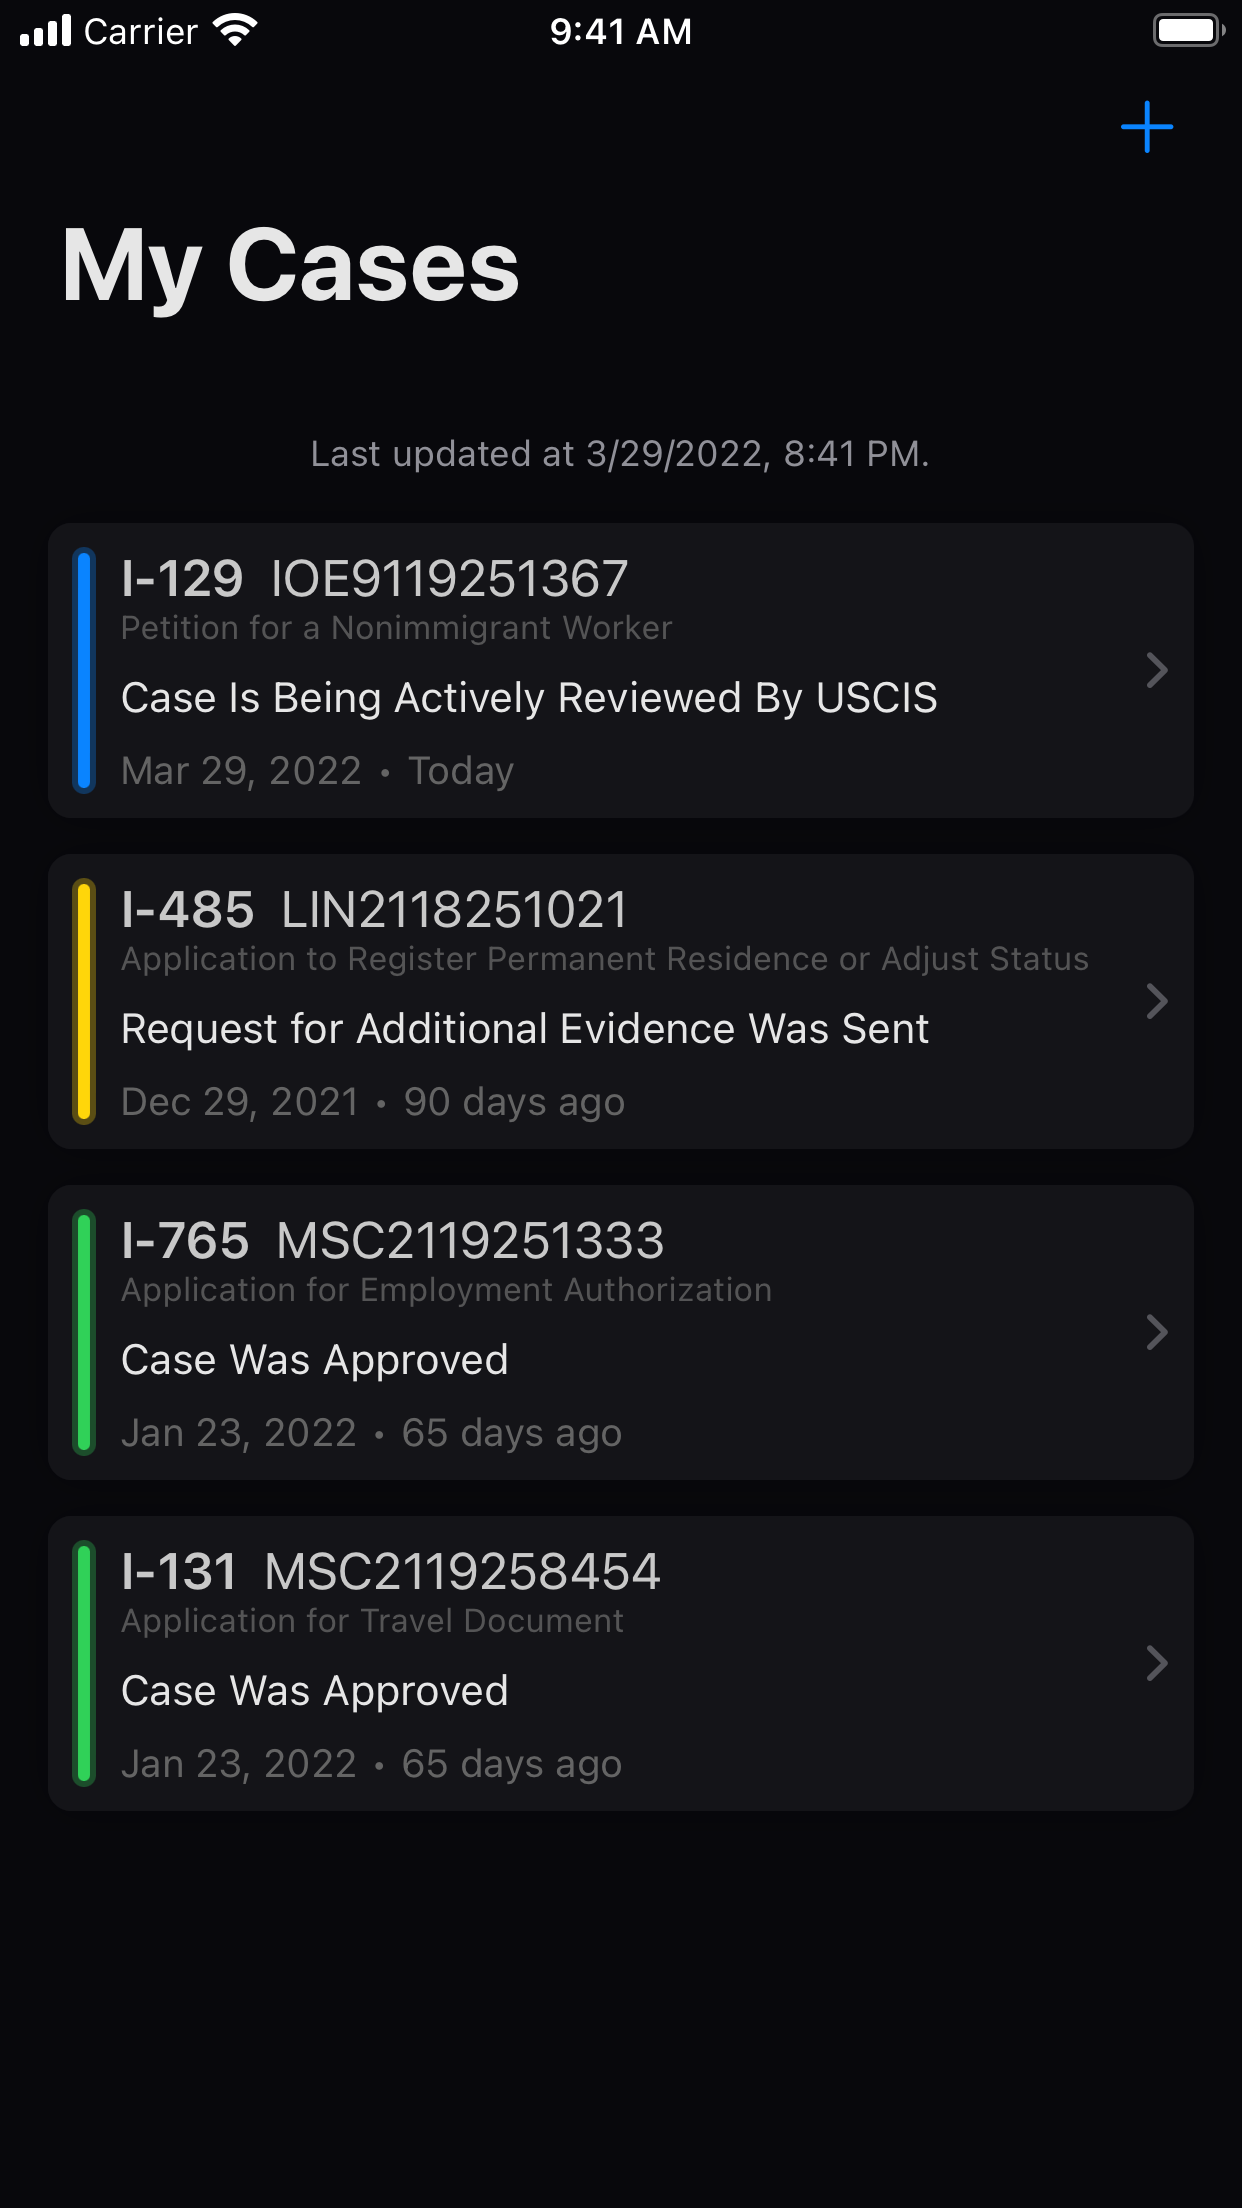 Carrier 9:41 AM
My Cases
Last updated at 3/29/2022, 8:41 PM.
I-129 IOE9119251367
Petition for a Nonimmigrant Worker
Case Is Being Actively Reviewed By USCIS
Mar 29, 2022 • Today
I-485 LIN2118251021
Application to Register Permanent Residence or Adjust Status
Request for Additional Evidence Was Sent
Dec 29, 2021 • 90 days ago
I-765 MSC2119251333
Application for Employment Authorization
Case Was Approved
Jan 23, 2022 • 65 days ago
I-131 MSC2119258454
Application for Travel Document
Case Was Approved
Jan 23, 2022 • 65 days ago